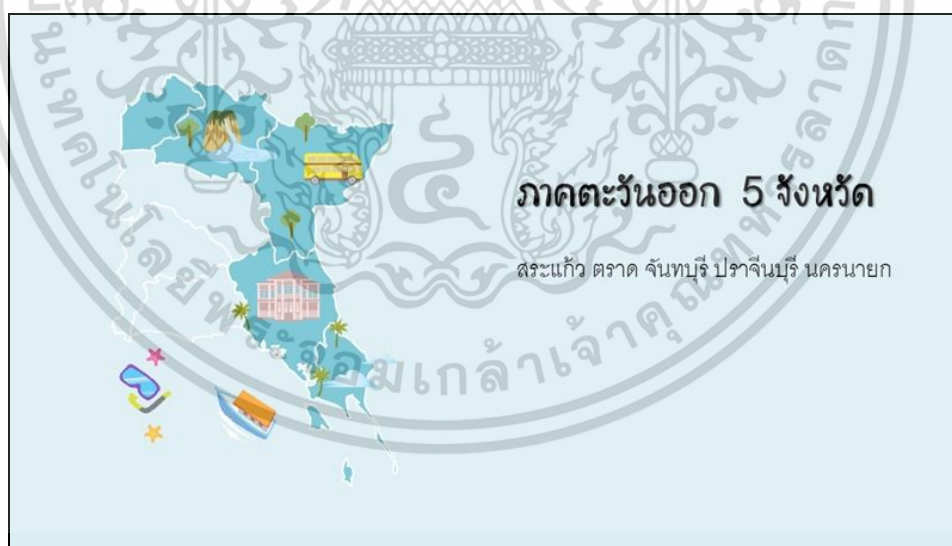 ภาคตะวันออก 5 จังหวัด
สระแก้ว ตราด จันทบุรี ปราจีนบุรี นครนายก